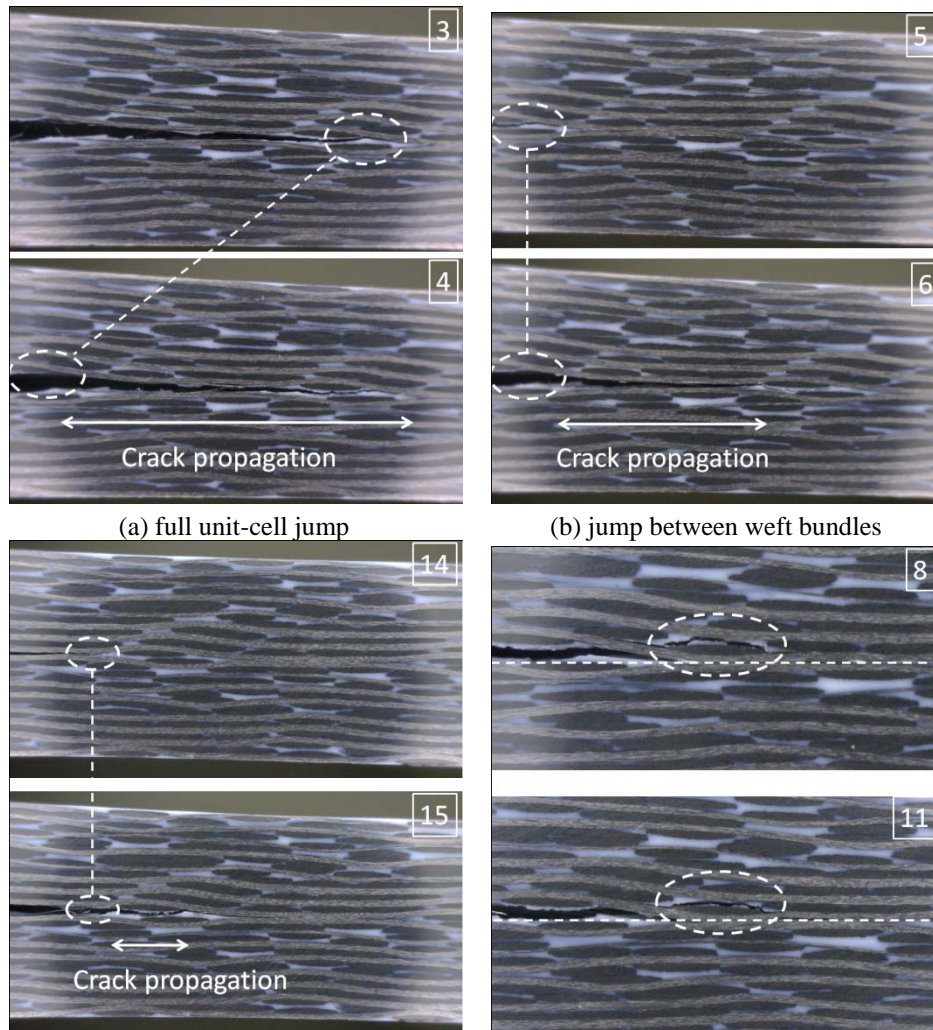 3
4
Crack propagation
5
6
Crack propagation
(a) full unit-cell jump
(b) jump between weft bundles
14
15
Crack propagation
8
11